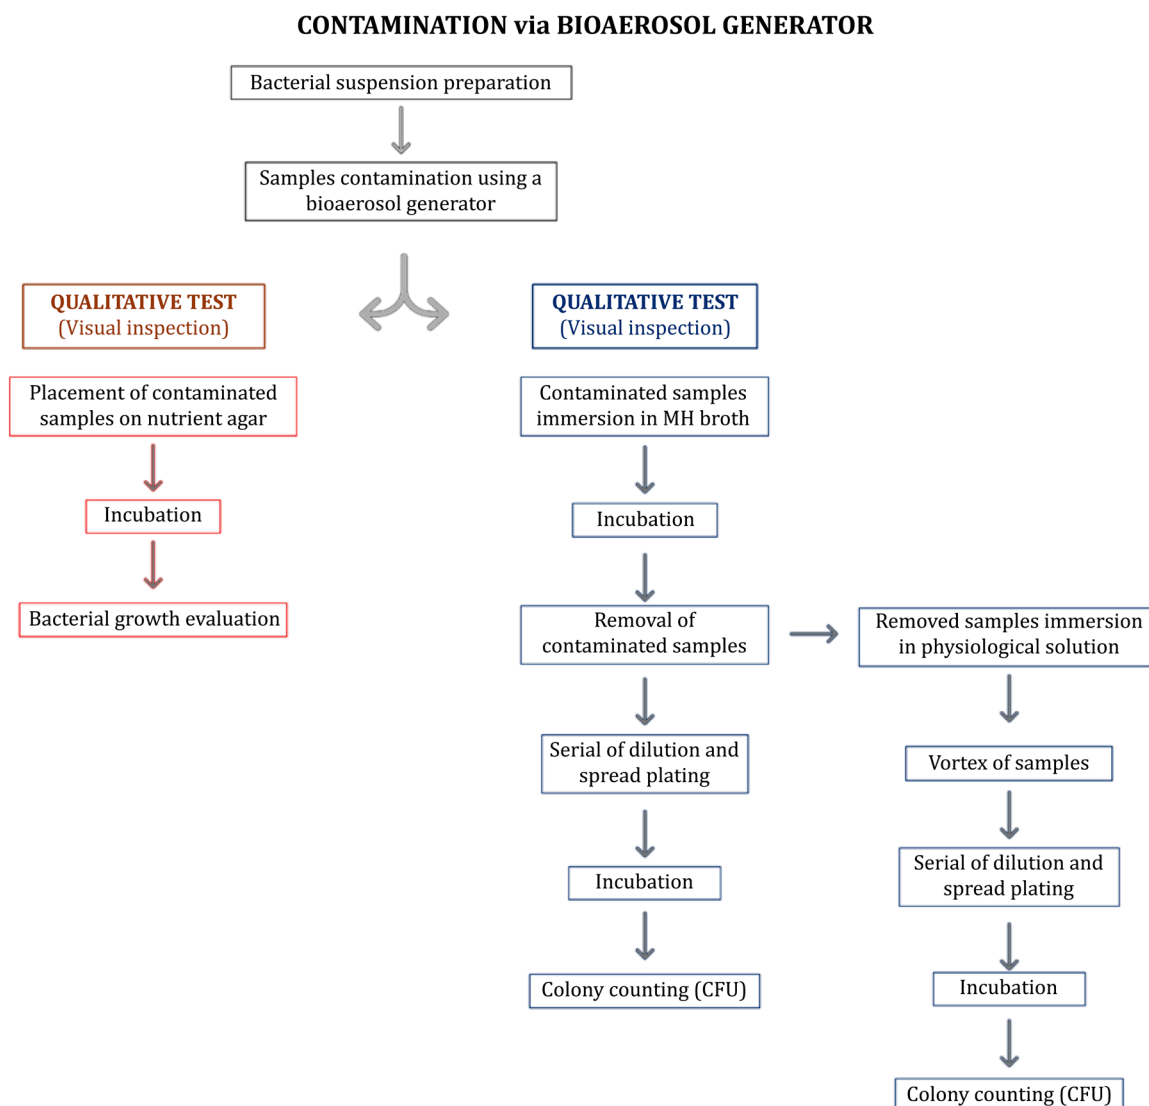 CONTAMINATION via BIOAEROSOL GENERATOR
Bacterial suspension preparation
Samples contamination using a
bioaerosol generator
QUALITATIVE TEST
(Visual inspection)
Placement of contaminated
samples on nutrient agar
Incubation
Bacterial growth evaluation
QUALITATIVE TEST
(Visual inspection)
Contaminated samples
immersion in MH broth
Incubation
Removal of
contaminated samples
Serial of dilution and
spread plating
Incubation
Colony counting (CFU)
Removed samples immersion
in physiological solution
Vortex of samples
Serial of dilution and
spread plating
Incubation
Colony counting (CFU)